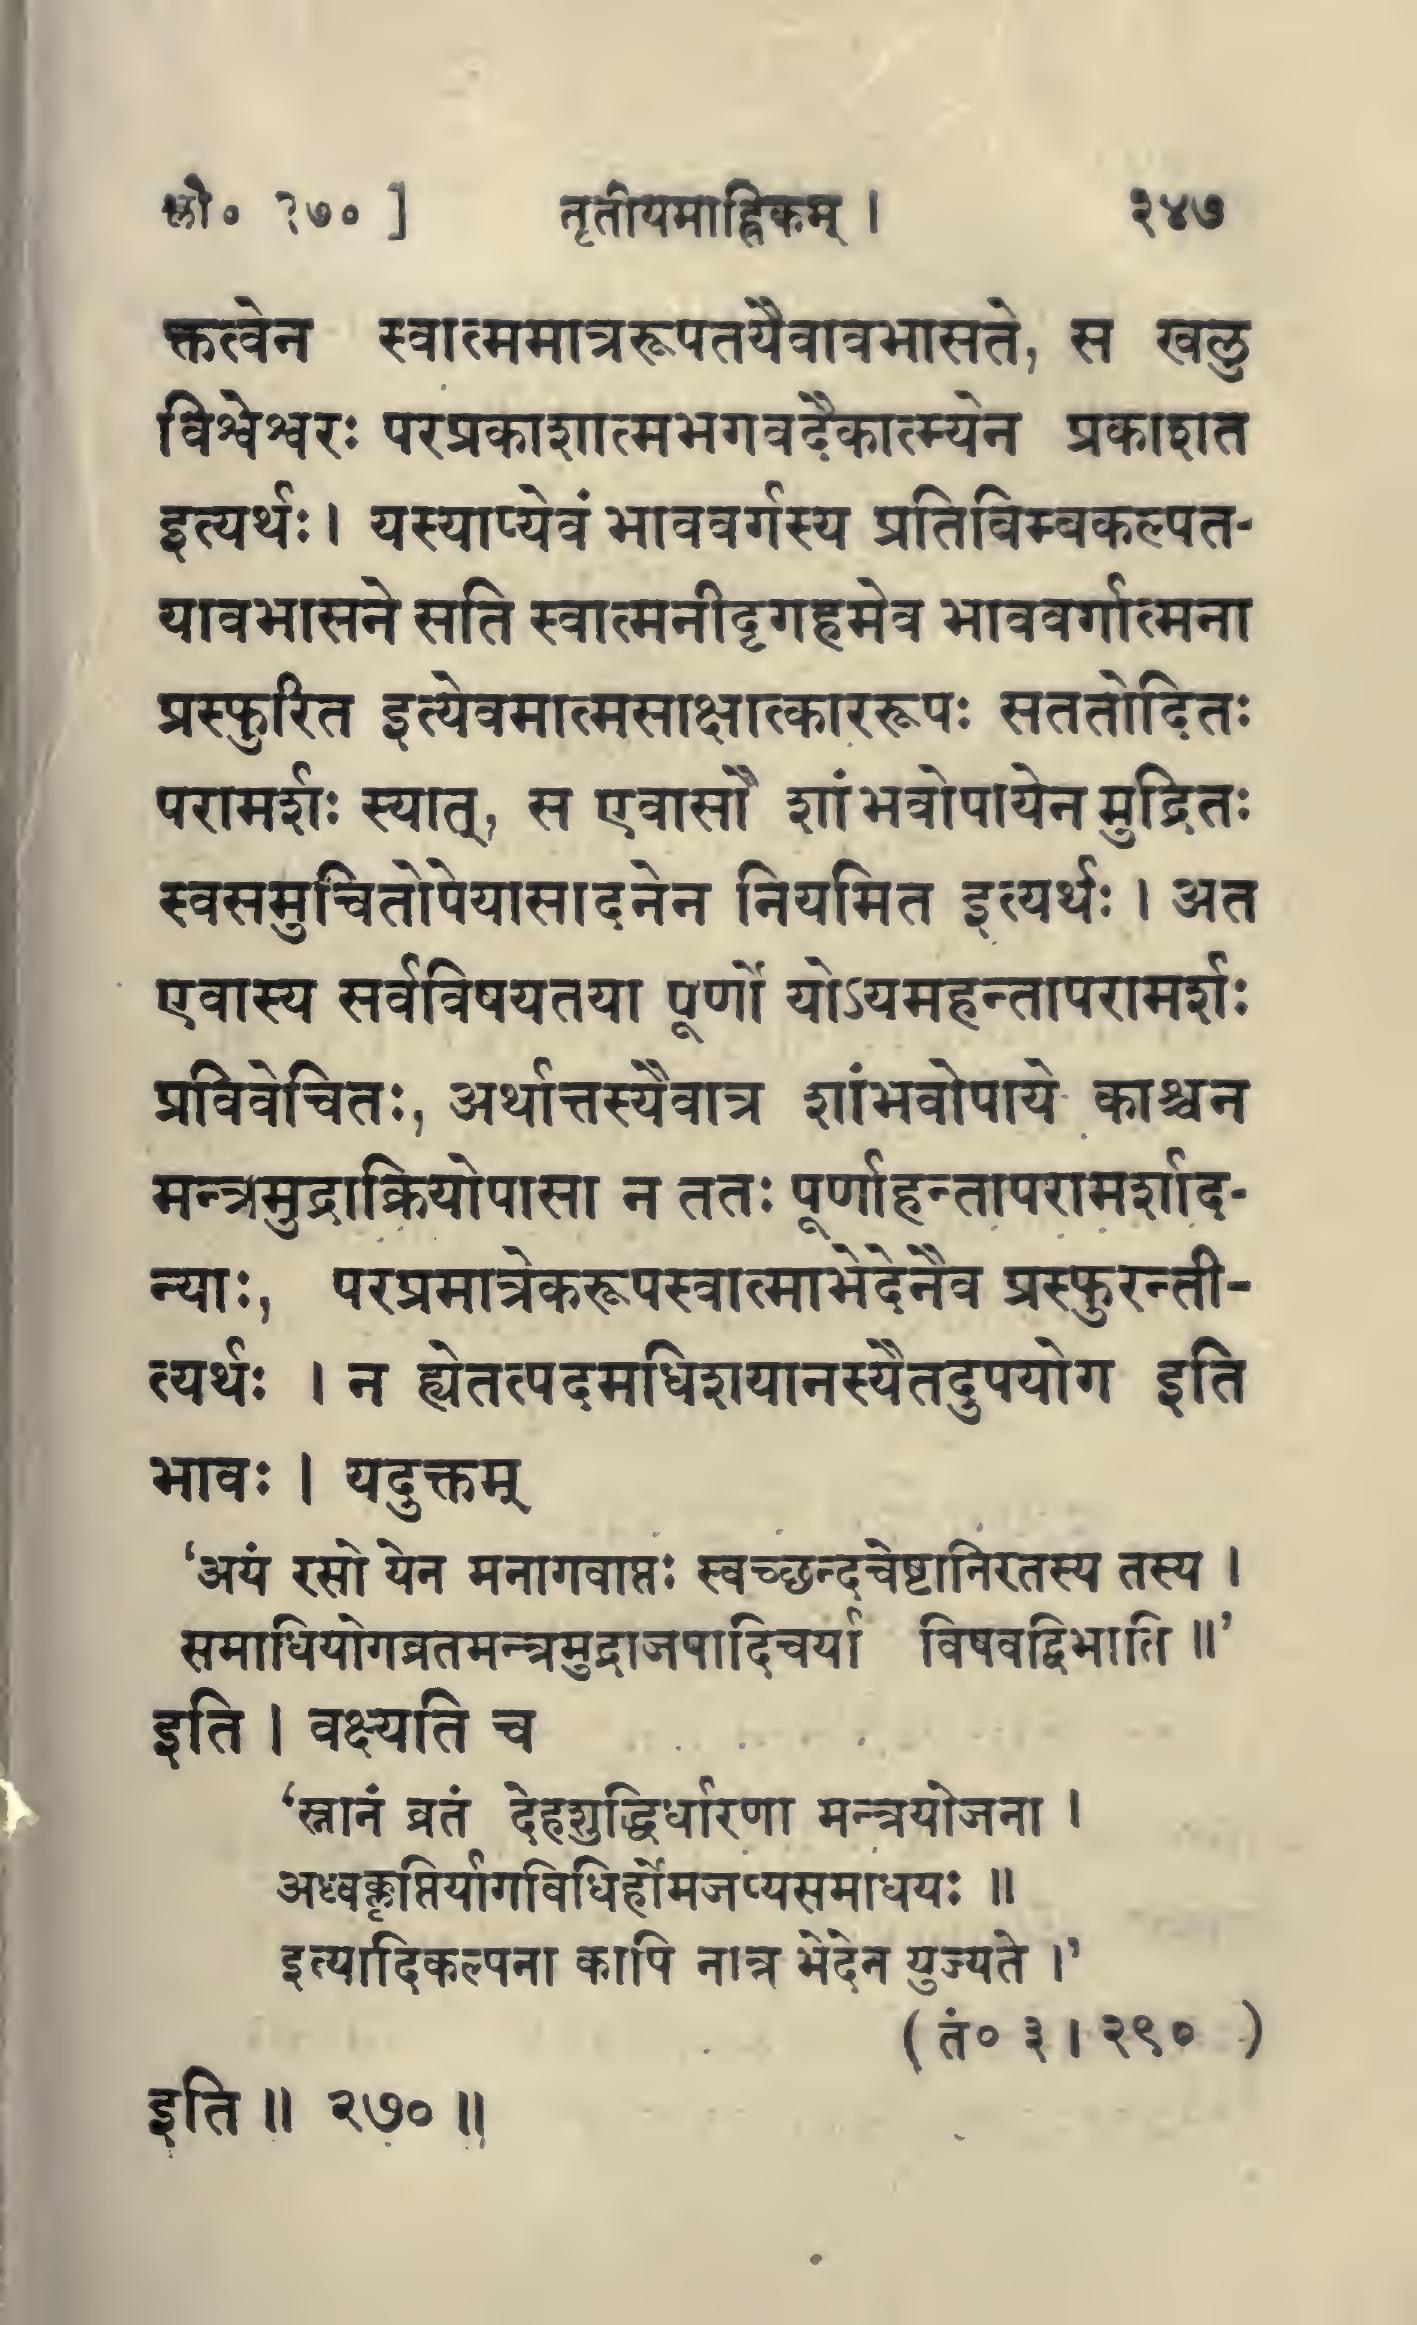 श्लो० २७० ] तृतीयमाह्निकम् । ३४७
क्तत्वेन स्वात्ममात्ररूपतयैवावभासते, स खलु
विश्वेश्वरः परप्रकाशात्मभगवदैकात्म्येन प्रकाशत
इत्यर्थः। यस्याप्येवं भाववर्गस्य प्रतिबिम्बकल्पत-
यावभासने सति स्वात्मनीदृगहमेव भाववर्गात्मना
प्रस्फुरित इत्येवमात्मसाक्षात्काररूपः सततोदितः
परामर्शः स्यात्, स एवासौ शांभवोपायेन मुद्रितः
स्वसमुचितोपेयासादनेन नियमित इत्यर्थः । अत
एवास्य सर्वविषयतया पूर्णो योऽयमहन्तापरामर्शः
प्रविवेचितः, अर्थात्तस्यैवात्र शांभवोपाये काश्चन
मन्त्रमुद्राक्रियोपासा न ततः पूर्णाहन्तापरामर्शाद-
न्याः, परप्रमात्रेकरूपस्वात्माभेदेनैव प्रस्फुरन्ती-
त्यर्थः । न ह्येतत्पदमधिशयानस्यैतदुपयोग इति
भावः । यदुक्तम्
‘अयं रसो येन मनागवाप्तः स्वच्छन्दचेष्टानिरतस्य तस्य ।
समाधियोगव्रतमन्त्रमुद्राजपादिचर्या विषवद्विभाति ॥’
इति । वक्ष्यति च
‘स्नानं व्रतं देहशुद्धिर्धारणा मन्त्रयोजना ।
अध्वकॢप्तिर्यागविधिर्होमजप्यसमाधयः ॥
इत्यादिकल्पना कापि नात्र भेदेन युज्यते ।’
( तं० ३ । २९० )
इति ॥ २७० ॥